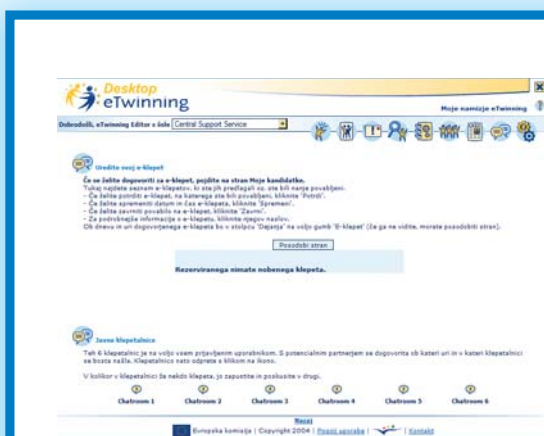 Desktop
eTwinning
Moje namizje eTwinning
Dobrodošli, eTwinning Editor s šole Central Support Service
Uredite svoj e-klepet
Če se želite dogovoriti za e-klepet, pojdite na stran Moje kandidatke.
Tukaj najdete seznam e-klepetov, ki ste jih predlagali oz. ste bili nanje povabljeni.
- Če želite potrditi e-klepet, na katerega ste bili povabljeni, kliknite 'Potrdi'.
- Če želite spremeniti datum in čas e-klepeta, kliknite 'Spremeni'.
- Če želite zavrniti povabilo na e-klepet, kliknite 'Zavrni'.
- Za podrobnejše informacije o e-klepetu, kliknite njegov naslov.
Ob dnevu in uri dogovorjenega e-klepeta bo v stolpcu 'Dejanja' na voljo gumb 'E-klepet' (če ga ne vidite, morate posodobiti stran).
Posodobi stran
Rezerviranega nimate nobenega klepeta.
Javne klepetalnice
Teh 6 klepetalnic je na voljo vsem prijavljenim uporabnikom. S potencialnim partnerjem se dogovorita ob kateri uri in v kateri klepetalnici
se bosta našla. Klepetalnico nato odprete s klikom na ikono.
V kolikor v klepetalnici že nekdo klepeta, jo zapustite in poskusite v drugi.
Chatroom 1 Chatroom 2 Chatroom 3 Chatroom 4 Chatroom 5 Chatroom 6
Nazaj
Evropska komisija | Copyright 2004 | Pogoji uporabe | Kontakt